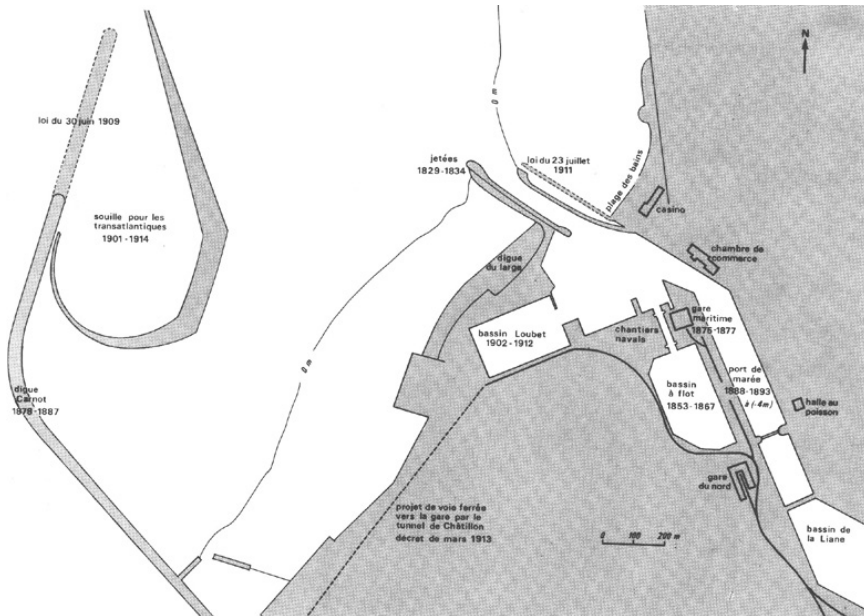 N
0 m
loi du 30 juin 1909
jetées
1829-1834
loi du 23 juillet
1911
plage des bains
casino
souille pour les
transatlantiques
1901-1914
chambre de
commerce
digue
du large
gare
maritime
1875-1877
bassin Loubet
1902-1912
chantiers
navals
0 m
port de
marée
1888-1893
à (-4m)
bassin
à flot
1853-1867
digue
Carnot
1878-1887
halle au
poisson
gare
du nord
projet de voie ferrée
vers la gare par le
tunnel de Châtillon
décret de mars 1913
bassin de
la Liane
0 100 200 m